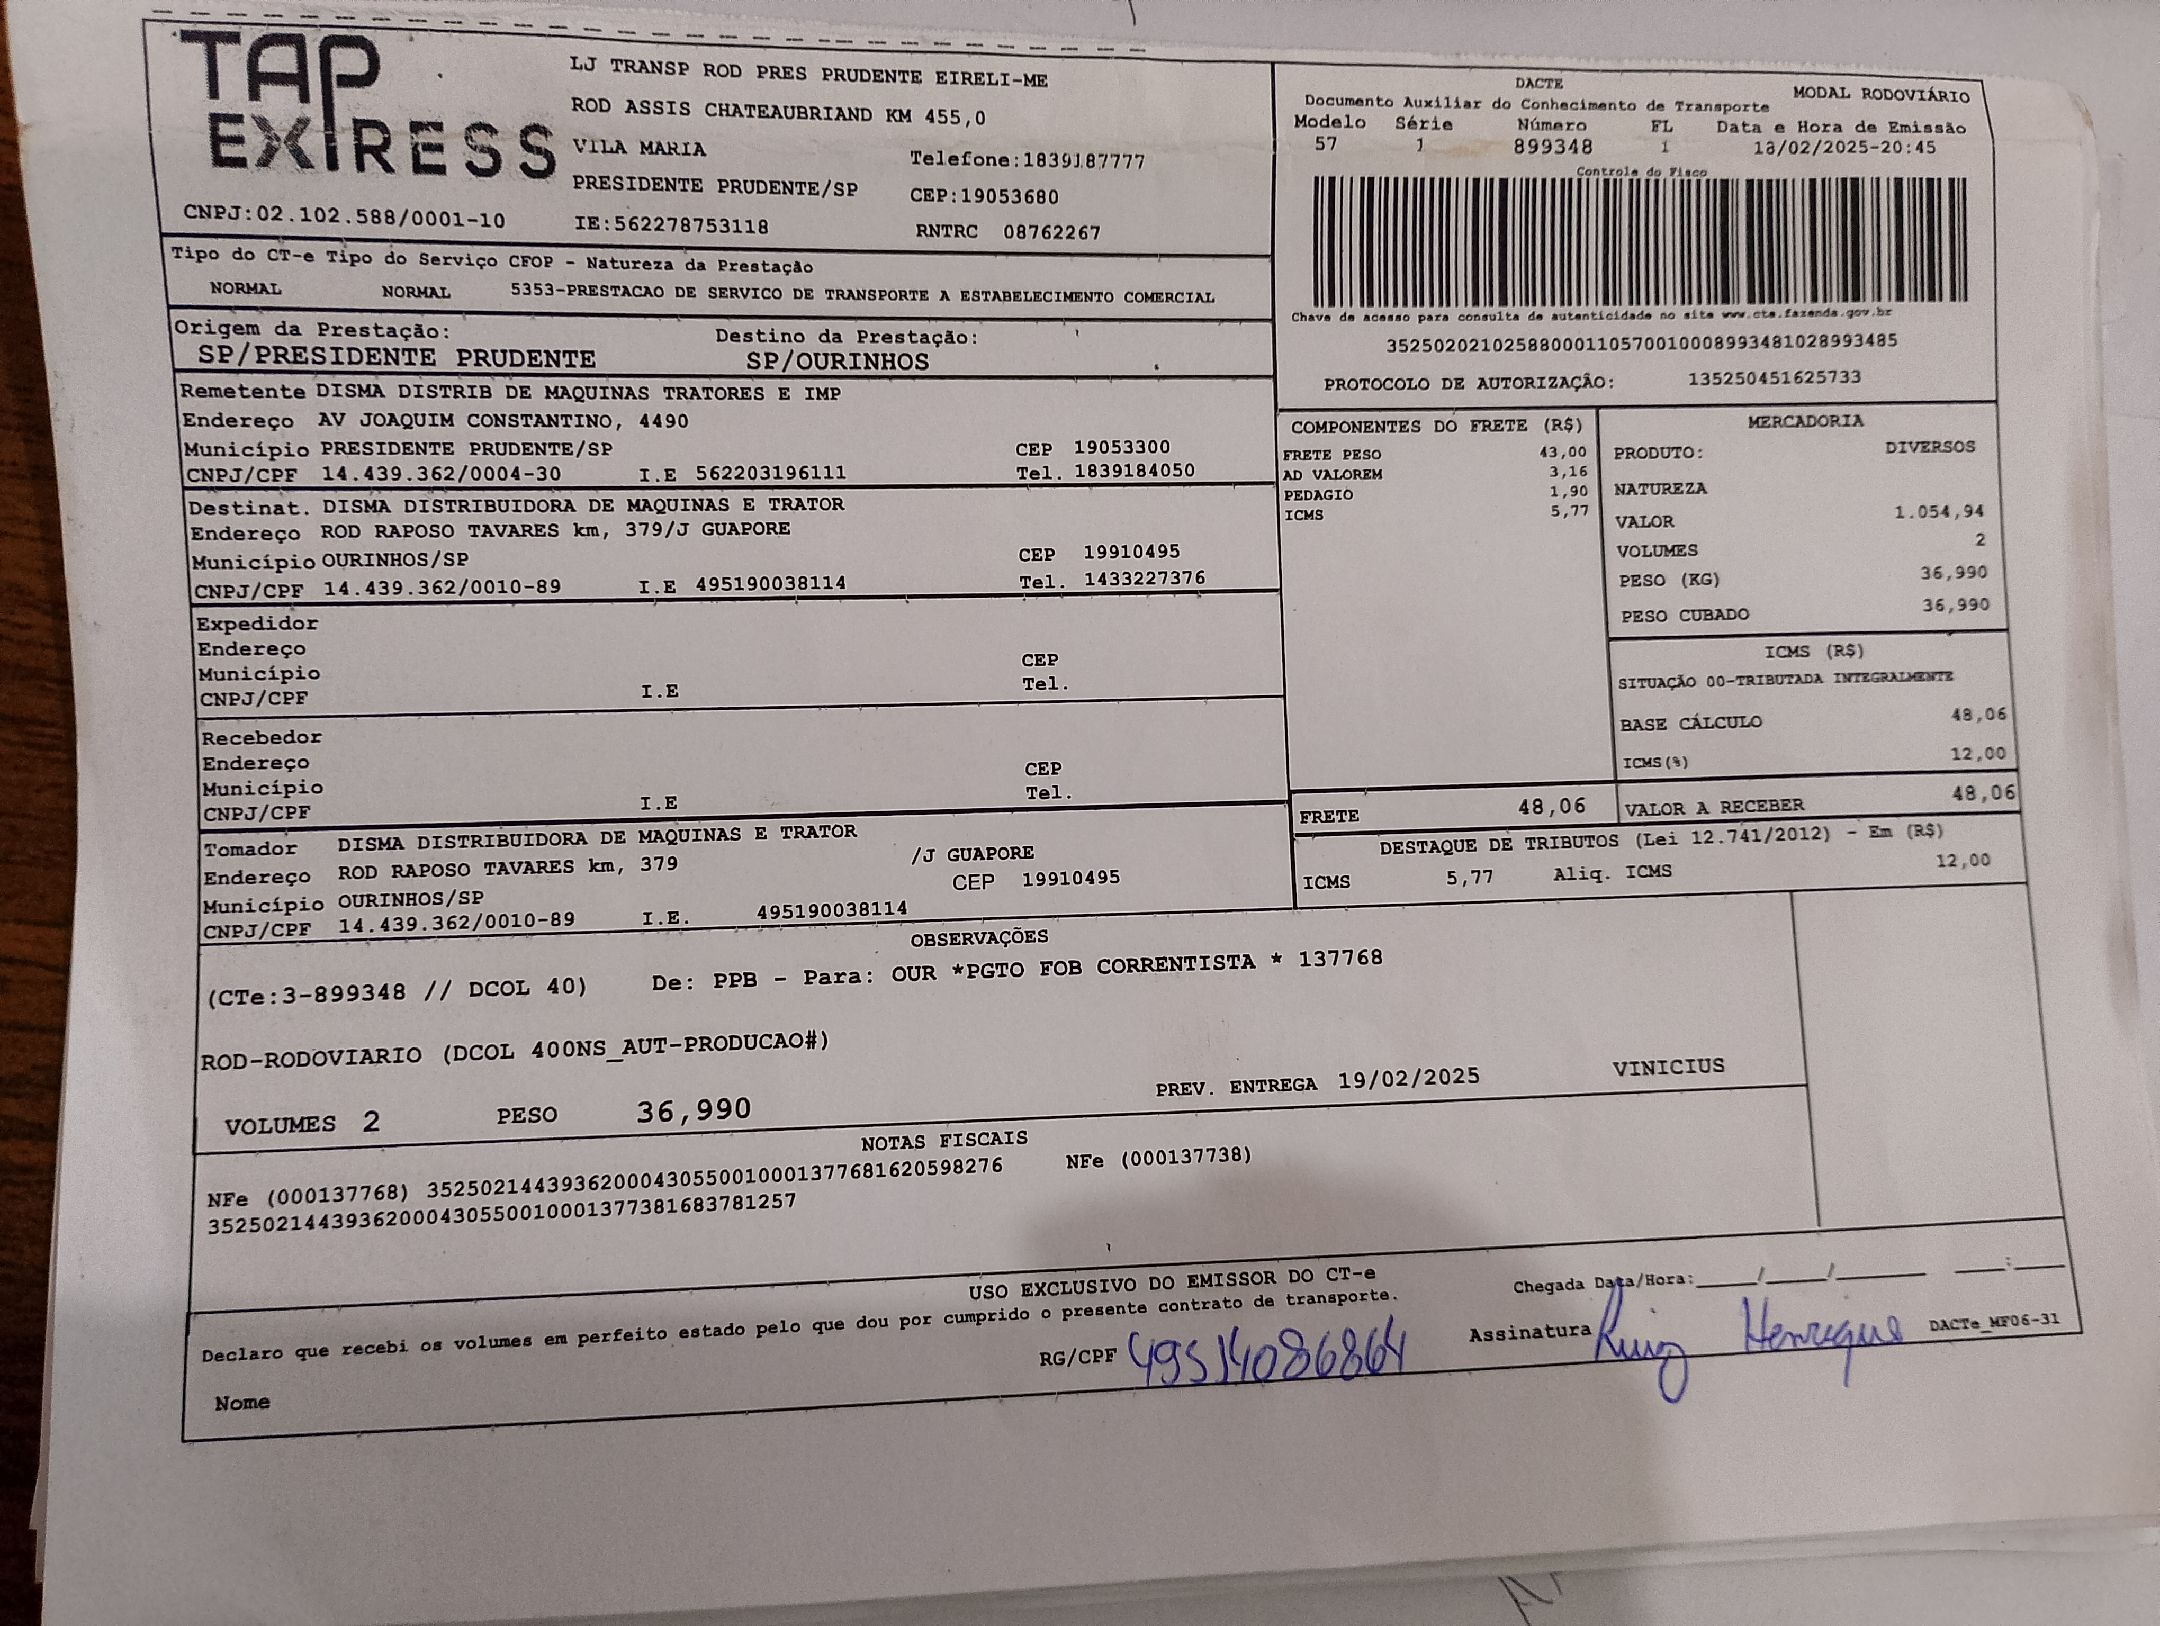 TAP
EXPRESS
LJ TRANSP ROD PRES PRUDENTE EIRELI-ME
ROD ASSIS CHATEAUBRIAND KM 455,0
VILA MARIA
Telefone:1839187777
PRESIDENTE PRUDENTE/SP
CEP:19053680
CNPJ:02.102.588/0001-10
IE:562278753118
RNTRC 08762267
DACTE
MODAL RODOVIÁRIO
Documento Auxiliar do Conhecimento de Transporte
Modelo Série Número FL Data e Hora de Emissão
57 1 899348 1 18/02/2025-20:45
Controle do Fisco
Chave de acesso para consulta de autenticidade no site www.cte.fazenda.gov.br
35250202102588000110570010008993481028993485
PROTOCOLO DE AUTORIZAÇÃO: 135250451625733
Tipo do CT-e Tipo do Serviço CFOP - Natureza da Prestação
NORMAL NORMAL 5353-PRESTACAO DE SERVICO DE TRANSPORTE A ESTABELECIMENTO COMERCIAL
Origem da Prestação: Destino da Prestação:
SP/PRESIDENTE PRUDENTE SP/OURINHOS
Remetente DISMA DISTRIB DE MAQUINAS TRATORES E IMP
Endereço AV JOAQUIM CONSTANTINO, 4490
Município PRESIDENTE PRUDENTE/SP CEP 19053300
CNPJ/CPF 14.439.362/0004-30 I.E 562203196111 Tel. 1839184050
Destinat. DISMA DISTRIBUIDORA DE MAQUINAS E TRATOR
Endereço ROD RAPOSO TAVARES km, 379/J GUAPORE
Município OURINHOS/SP CEP 19910495
CNPJ/CPF 14.439.362/0010-89 I.E 495190038114 Tel. 1433227376
Expedidor
Endereço
Município CEP
CNPJ/CPF I.E Tel.
Recebedor
Endereço
Município CEP
CNPJ/CPF I.E Tel.
Tomador DISMA DISTRIBUIDORA DE MAQUINAS E TRATOR
Endereço ROD RAPOSO TAVARES km, 379 /J GUAPORE
Município OURINHOS/SP CEP 19910495
CNPJ/CPF 14.439.362/0010-89 I.E. 495190038114
COMPONENTES DO FRETE (R$)
FRETE PESO 43,00
AD VALOREM 3,16
PEDAGIO 1,90
ICMS 5,77
MERCADORIA
PRODUTO: DIVERSOS
NATUREZA
VALOR 1.054,94
VOLUMES 2
PESO (KG) 36,990
PESO CUBADO 36,990
ICMS (R$)
SITUAÇÃO 00-TRIBUTADA INTEGRALMENTE
BASE CÁLCULO 48,06
ICMS(%) 12,00
FRETE 48,06 VALOR A RECEBER 48,06
DESTAQUE DE TRIBUTOS (Lei 12.741/2012) - Em (R$)
ICMS 5,77 Aliq. ICMS 12,00
OBSERVAÇÕES
(CTe:3-899348 // DCOL 40) De: PPB - Para: OUR *PGTO FOB CORRENTISTA * 137768
ROD-RODOVIARIO (DCOL 400NS_AUT-PRODUCAO#)
PREV. ENTREGA 19/02/2025 VINICIUS
VOLUMES 2 PESO 36,990
NOTAS FISCAIS
NFe (000137768) 35250214439362000430550010001377681620598276 NFe (000137738)
35250214439362000430550010001377381683781257
USO EXCLUSIVO DO EMISSOR DO CT-e
Declaro que recebi os volumes em perfeito estado pelo que dou por cumprido o presente contrato de transporte.
Chegada Data/Hora:____/____/______ ____:____
Nome
RG/CPF 49514086864
Assinatura Luiz Henrique
DACTe_MF06-31